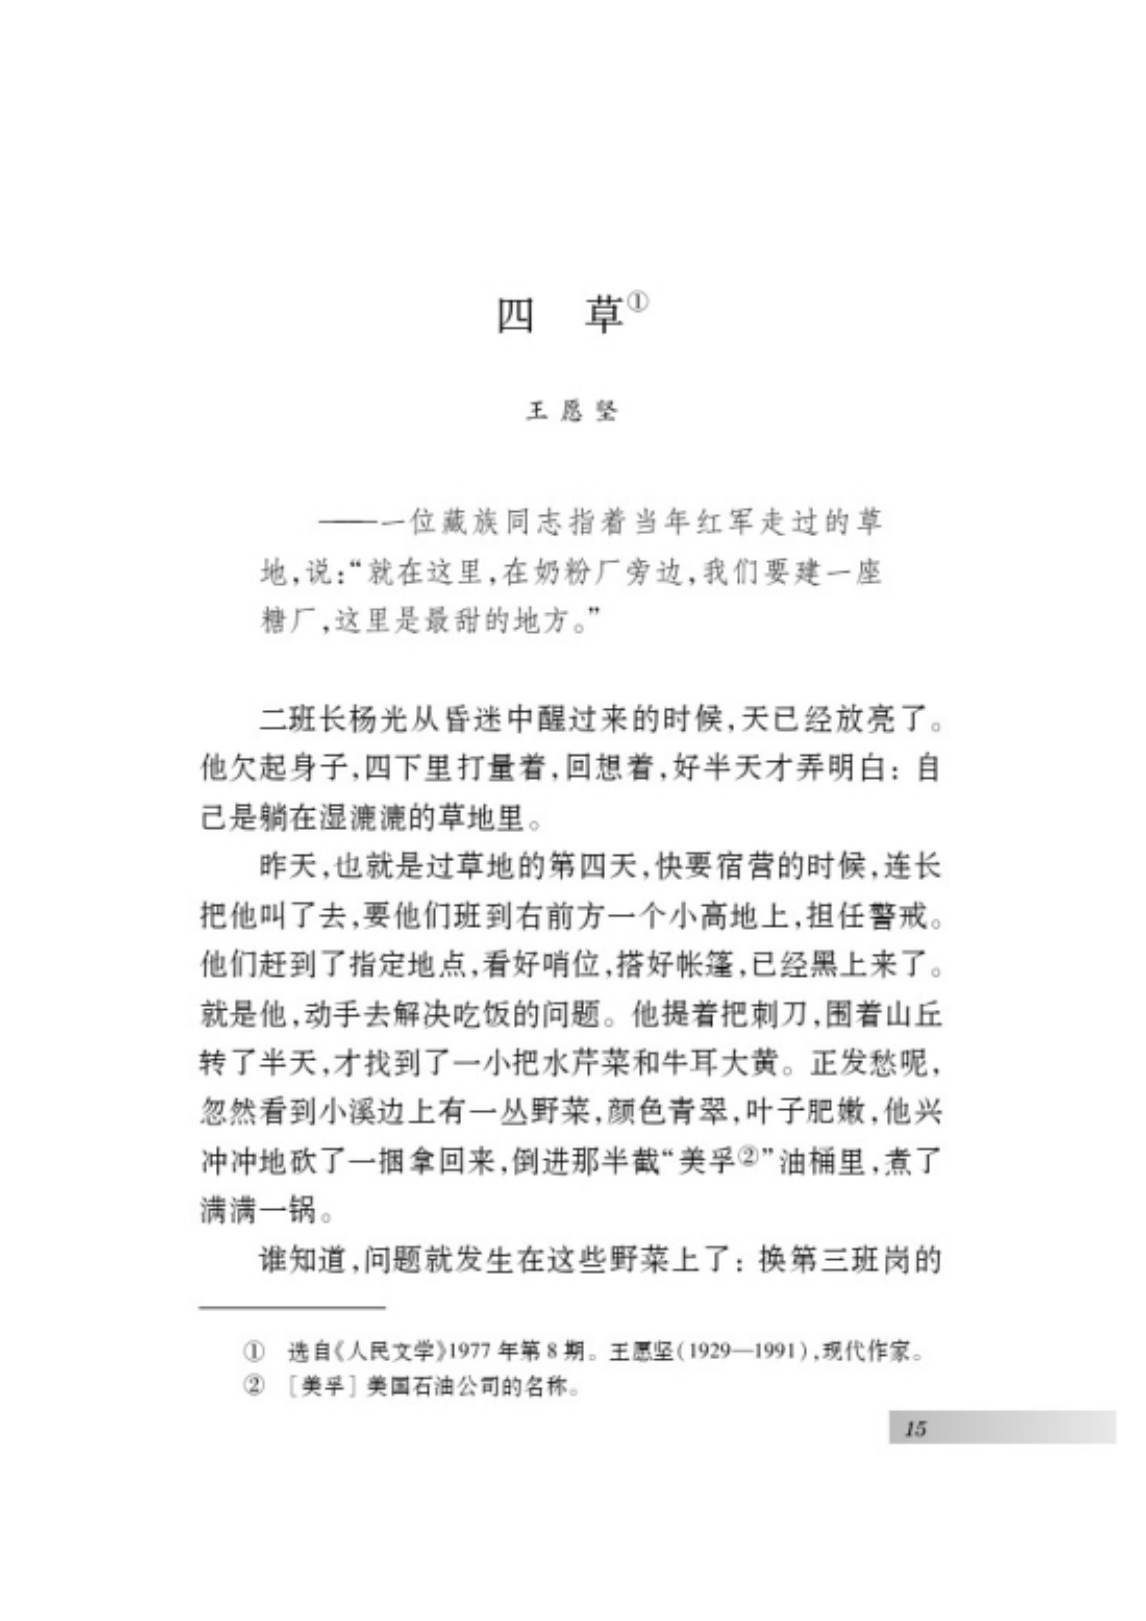 四 草①
王愿坚
——一位藏族同志指着当年红军走过的草
地,说:“就在这里,在奶粉厂旁边,我们要建一座
糖厂,这里是最甜的地方。”
二班长杨光从昏迷中醒过来的时候,天已经放亮了。
他欠起身子,四下里打量着,回想着,好半天才弄明白:自
己是躺在湿漉漉的草地里。
昨天,也就是过草地的第四天,快要宿营的时候,连长
把他叫了去,要他们班到右前方一个小高地上,担任警戒。
他们赶到了指定地点,看好哨位,搭好帐篷,已经黑上来了。
就是他,动手去解决吃饭的问题。他提着把刺刀,围着山丘
转了半天,才找到了一小把水芹菜和牛耳大黄。正发愁呢,
忽然看到小溪边上有一丛野菜,颜色青翠,叶子肥嫩,他兴
冲冲地砍了一捆拿回来,倒进那半截“美孚②”油桶里,煮了
满满一锅。
谁知道,问题就发生在这些野菜上了:换第三班岗的
① 选自《人民文学》1977年第8期。王愿坚(1929—1991),现代作家。
② [美孚] 美国石油公司的名称。
15